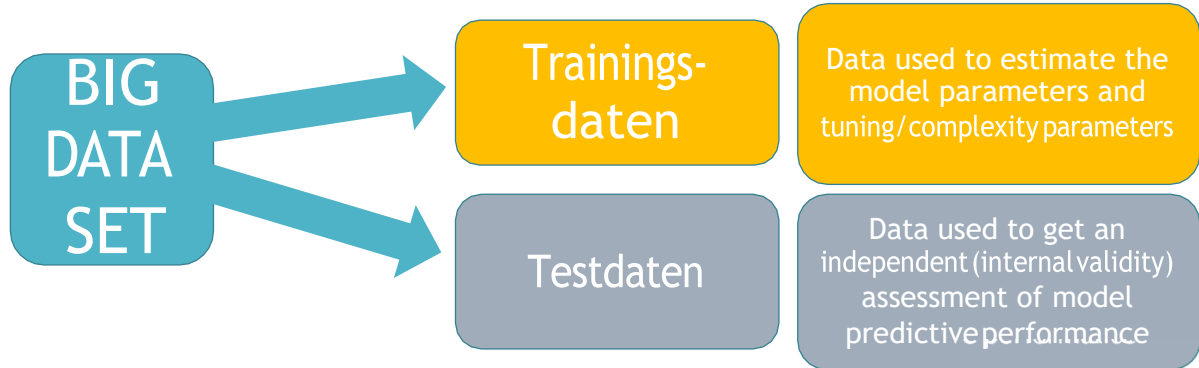 BIG
DATA
SET
Trainings-
daten
Data used to estimate the
model parameters and
tuning/complexity parameters
Testdaten
Data used to get an
independent (internal validity)
assessment of model
predictive performance